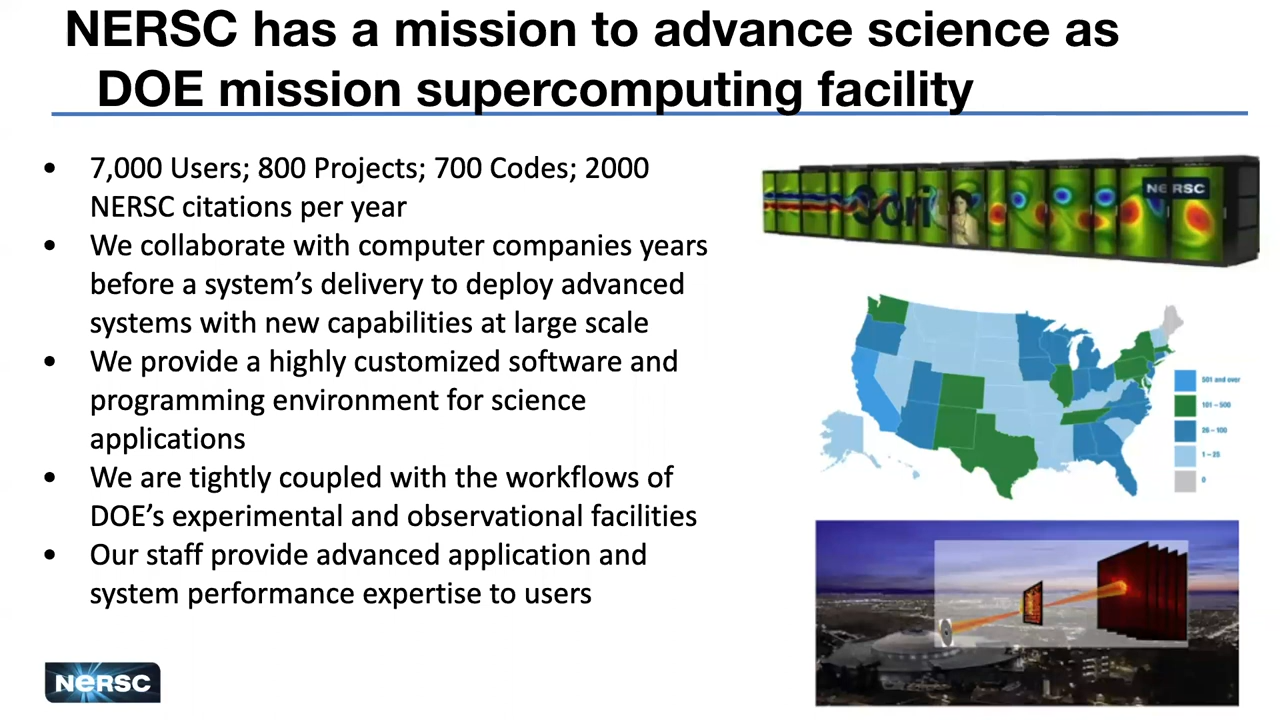 NERSC has a mission to advance science as
DOE mission supercomputing facility
• 7,000 Users; 800 Projects; 700 Codes; 2000
NERSC citations per year
• We collaborate with computer companies years
before a system’s delivery to deploy advanced
systems with new capabilities at large scale
• We provide a highly customized software and
programming environment for science
applications
• We are tightly coupled with the workflows of
DOE’s experimental and observational facilities
• Our staff provide advanced application and
system performance expertise to users
Cori
NERSC
501 and over
101 – 500
26 – 100
1 – 25
0
NERSC